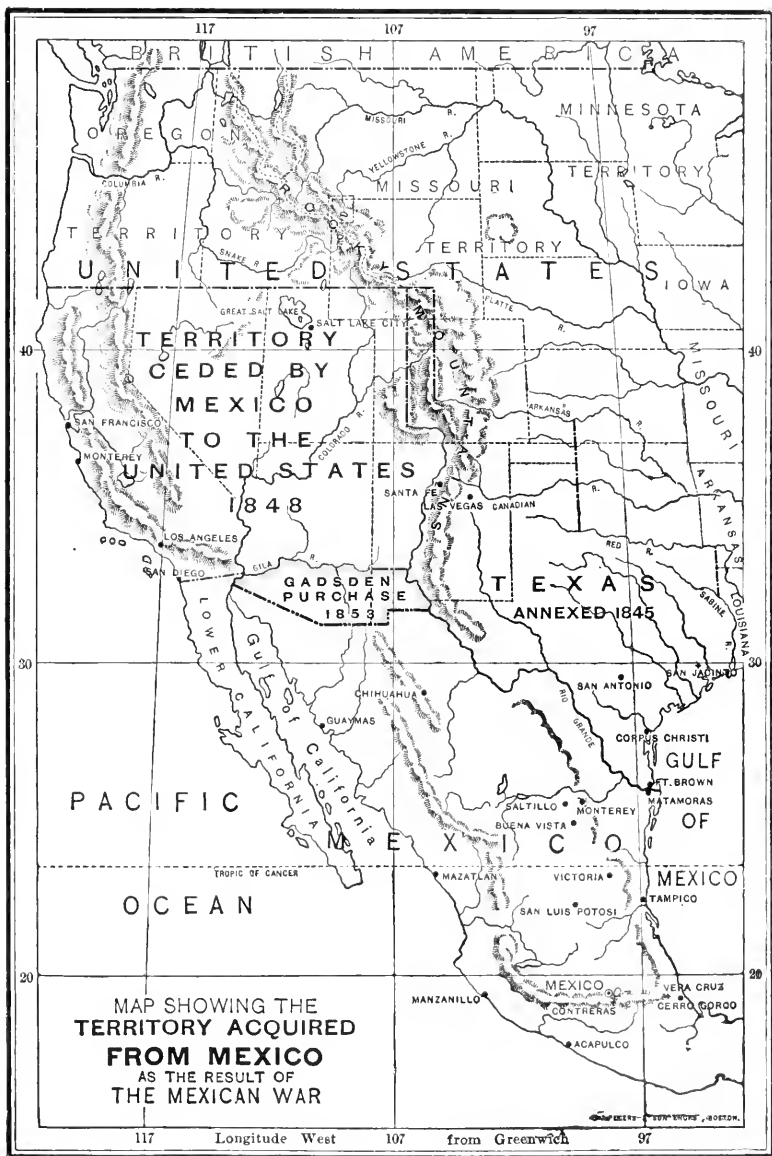 117 107 97
BRITISH AMERICA
OREGON
MISSOURI R.
MINNESOTA
YELLOWSTONE R.
COLUMBIA R.
MISSOURI
TERRITORY
ROCKY
TERRITORY
TERRITORY
SNAKE R.
UNITED STATES
IOWA
GREAT SALT LAKE
PLATTE R.
SALT LAKE CITY
MOUNTAINS
40 40
TERRITORY
CEDED BY
MEXICO
TO THE
UNITED STATES
1848
MISSOURI
SAN FRANCISCO
COLORADO R.
ARKANSAS R.
MONTEREY
ARKANSAS
SANTA FE
LAS VEGAS
CANADIAN R.
LOS ANGELES
RED R.
SAN DIEGO
GILA R.
GADSDEN
PURCHASE
1853
TEXAS
ANNEXED 1845
SABINE R.
LOUISIANA
LOWER CALIFORNIA
Gulf of California
30 30
SAN JACINTO
SAN ANTONIO
CHIHUAHUA
RIO GRANDE
GUAYMAS
CORPUS CHRISTI
GULF
OF
MEXICO
FT. BROWN
MATAMORAS
PACIFIC
OCEAN
SALTILLO
MONTEREY
BUENA VISTA
MEXICO
TROPIC OF CANCER
MAZATLAN
VICTORIA
TAMPICO
SAN LUIS POTOSI
20 20
MEXICO
VERA CRUZ
MANZANILLO
CONTRERAS
CERRO GORDO
ACAPULCO
MAP SHOWING THE
TERRITORY ACQUIRED
FROM MEXICO
AS THE RESULT OF
THE MEXICAN WAR
BOSTON.
117 107 97
Longitude West from Greenwich